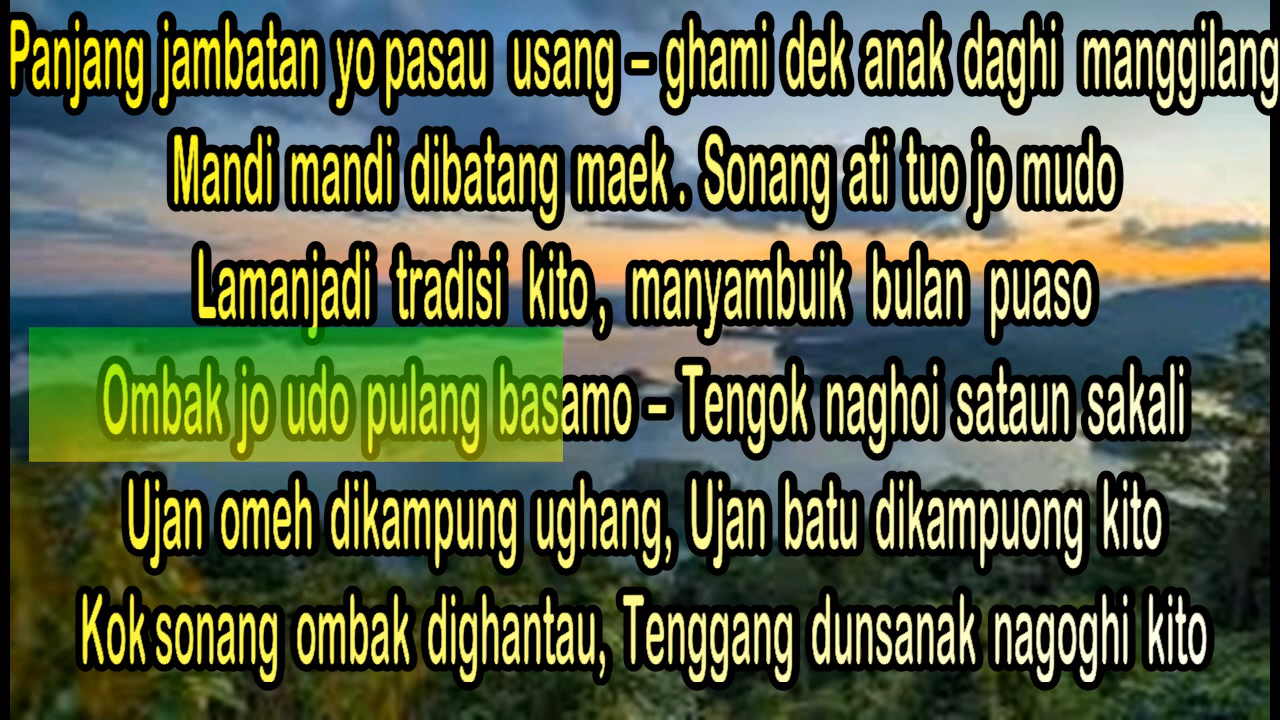 Panjang jambatan yo pasau usang – ghami dek anak daghi manggilang
Mandi mandi dibatang maek. Sonang ati tuo jo mudo
Lamanjadi tradisi kito, manyambuik bulan puaso
Ombak jo udo pulang basamo – Tengok naghoi sataun sakali
Ujan omeh dikampung ughang, Ujan batu dikampuong kito
Kok sonang ombak dighantau, Tenggang dunsanak nagoghi kito